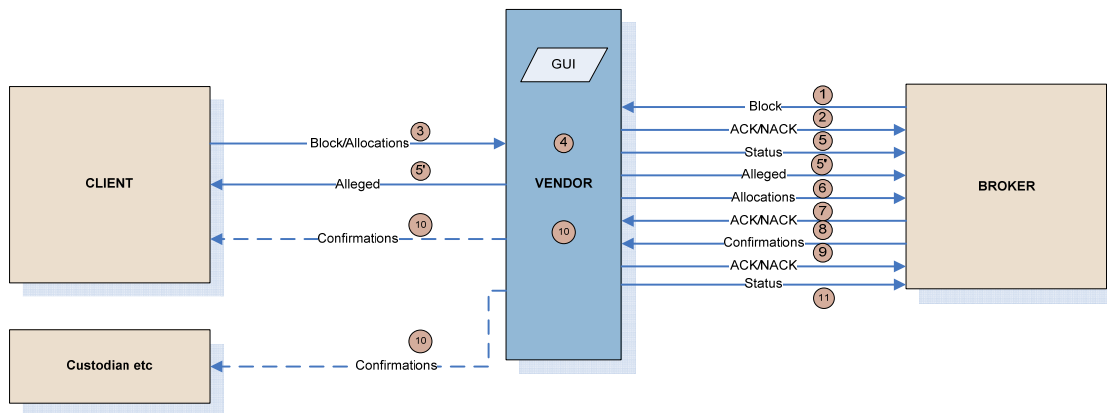 GUI
1
Block
2
ACK/NACK
3
Block/Allocations
4
5
Status
5'
Alleged
5'
Alleged
CLIENT
VENDOR
BROKER
6
Allocations
7
ACK/NACK
8
Confirmations
10
Confirmations
10
9
ACK/NACK
Status
11
10
Confirmations
Custodian etc